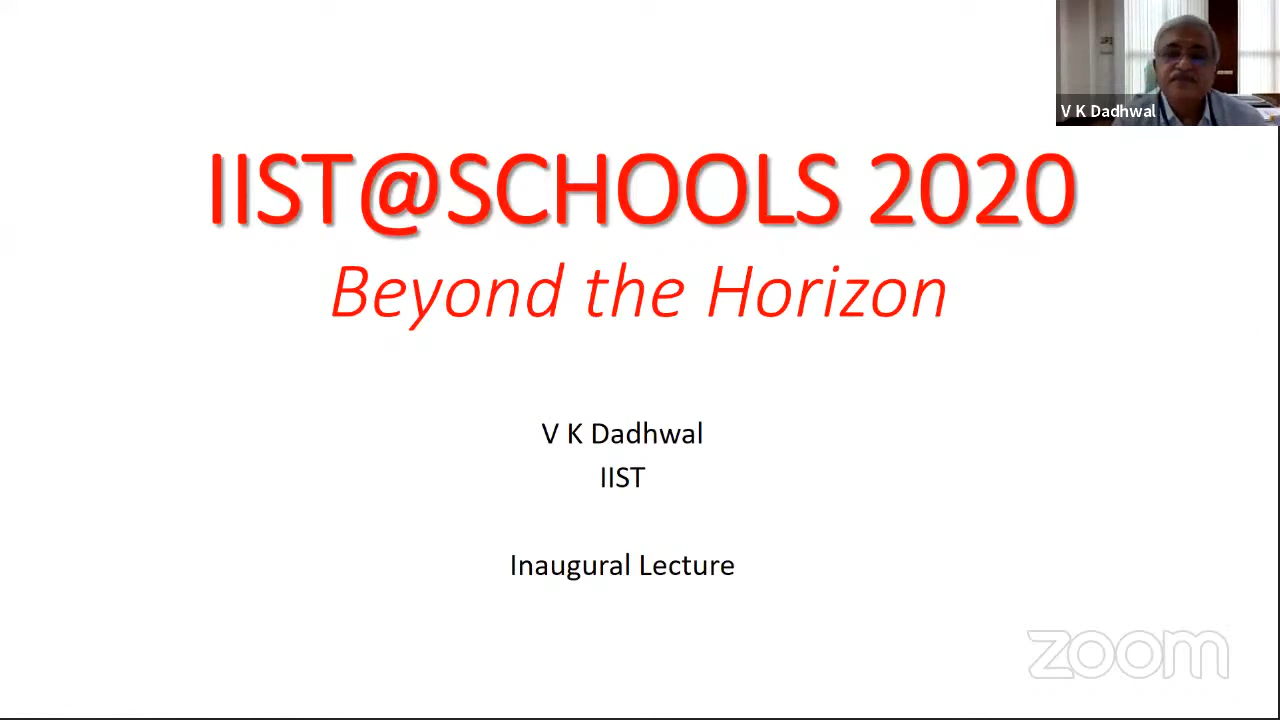 V K Dadhwal
IIST@SCHOOLS 2020
Beyond the Horizon
V K Dadhwal
IIST
Inaugural Lecture
zoom